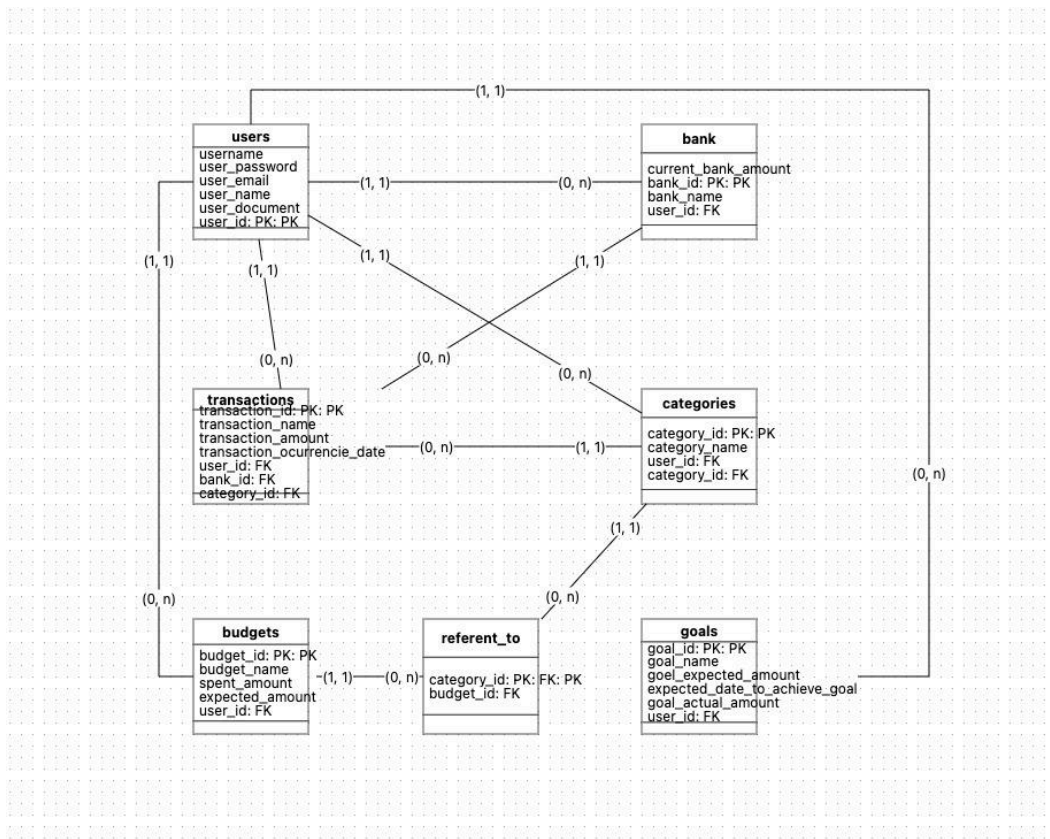 (1, 1)
users
username
user_password
user_email
user_name
user_document
user_id: PK: PK
bank
current_bank_amount
bank_id: PK: PK
bank_name
user_id: FK
(1, 1)
(0, n)
(1, 1)
(1, 1)
(1, 1)
(1, 1)
(0, n)
(0, n)
(0, n)
transactions
transaction_id: PK: PK
transaction_name
transaction_amount
transaction_ocurrencie_date
user_id: FK
bank_id: FK
category_id: FK
(0, n)
(1, 1)
categories
category_id: PK: PK
category_name
user_id: FK
category_id: FK
(0, n)
(1, 1)
(0, n)
(0, n)
budgets
budget_id: PK: PK
budget_name
spent_amount
expected_amount
user_id: FK
(1, 1)
(0, n)
referent_to
category_id: PK: FK: PK
budget_id: FK
goals
goal_id: PK: PK
goal_name
goel_expected_amount
expected_date_to_achieve_goal
goal_actual_amount
user_id: FK